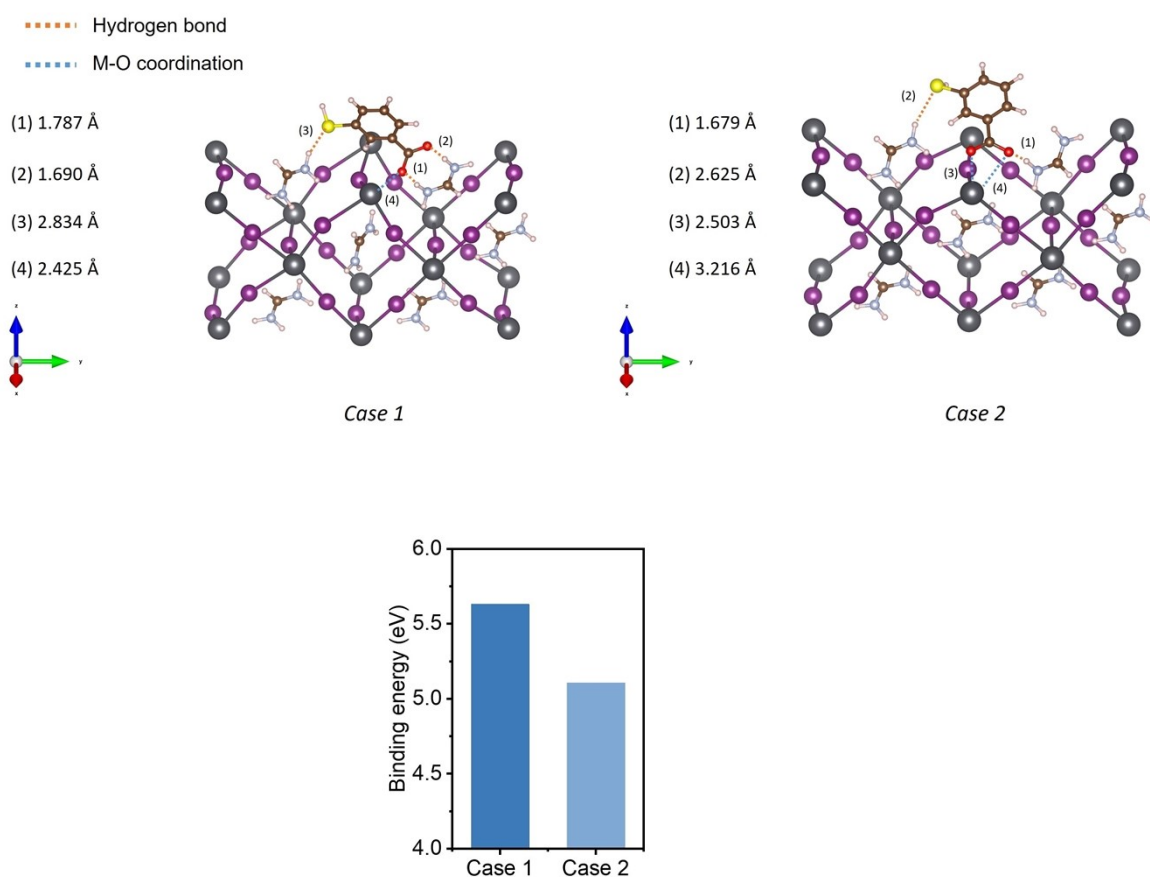 Hydrogen bond
M-O coordination
(1) 1.787 Å
(2) 1.690 Å
(3) 2.834 Å
(4) 2.425 Å
(3)
(2)
(1)
(4)
z
y
x
Case 1
(1) 1.679 Å
(2) 2.625 Å
(3) 2.503 Å
(4) 3.216 Å
(2)
(1)
(3)
(4)
z
y
x
Case 2
Binding energy (eV)
6.0
5.5
5.0
4.5
4.0
Case 1 Case 2